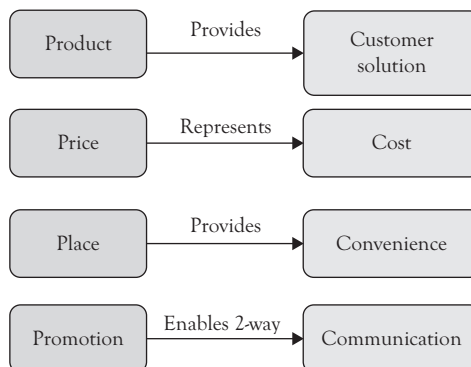 Product
Provides
Customer
solution
Price
Represents
Cost
Place
Provides
Convenience
Promotion
Enables 2-way
Communication